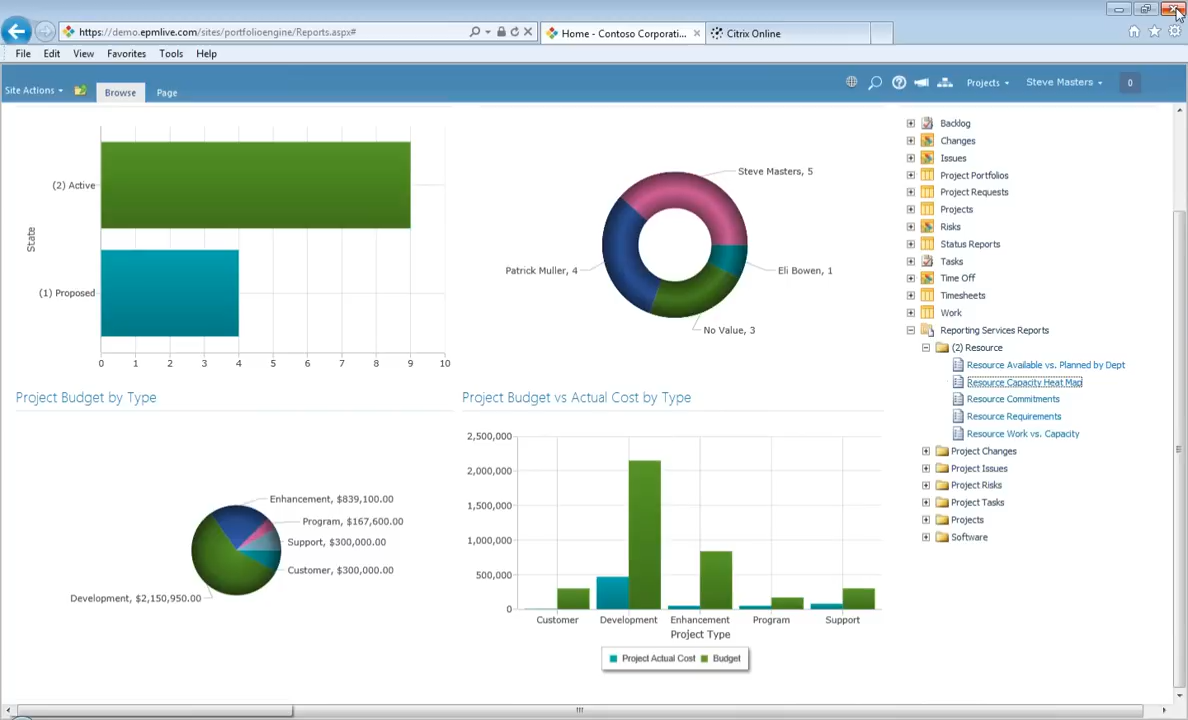 https://demo.epmlive.com/sites/portfolioengine/Reports.aspx#
Home - Contoso Corporati...
Citrix Online
File Edit View Favorites Tools Help
Site Actions
Browse
Page
Projects
Steve Masters
0
State
(2) Active
(1) Proposed
0 1 2 3 4 5 6 7 8 9 10
Steve Masters, 5
Patrick Muller, 4
Eli Bowen, 1
No Value, 3
Project Budget by Type
Enhancement, $839,100.00
Program, $167,600.00
Support, $300,000.00
Customer, $300,000.00
Development, $2,150,950.00
Project Budget vs Actual Cost by Type
2,500,000
2,000,000
1,500,000
1,000,000
500,000
0
Customer Development Enhancement Program Support
Project Type
Project Actual Cost Budget
Backlog
Changes
Issues
Project Portfolios
Project Requests
Projects
Risks
Status Reports
Tasks
Time Off
Timesheets
Work
Reporting Services Reports
(2) Resource
Resource Available vs. Planned by Dept
Resource Capacity Heat Map
Resource Commitments
Resource Requirements
Resource Work vs. Capacity
Project Changes
Project Issues
Project Risks
Project Tasks
Projects
Software